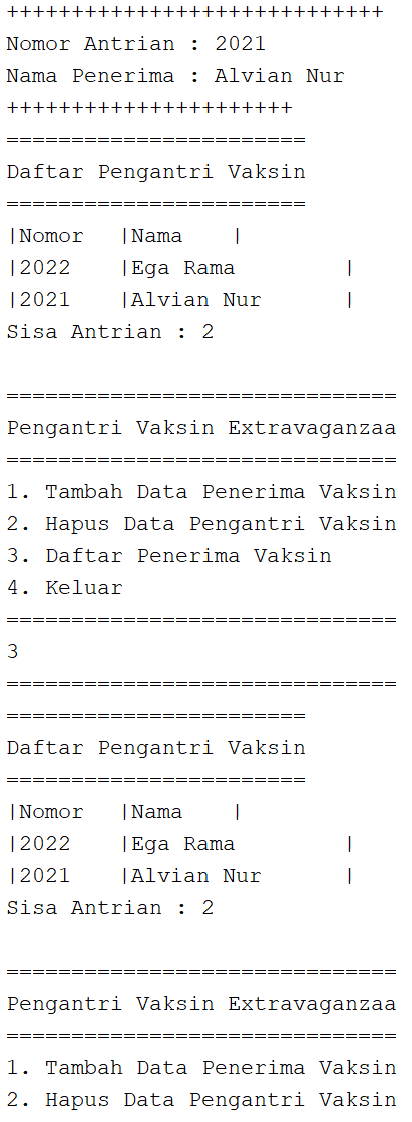 +++++++++++++++++++++++++++++
Nomor Antrian : 2021
Nama Penerima : Alvian Nur
++++++++++++++++++++++
=======================
Daftar Pengantri Vaksin
=======================
|Nomor	|Nama	|
|2022	|Ega Rama	|
|2021	|Alvian Nur	|
Sisa Antrian : 2

==============================
Pengantri Vaksin Extravaganzaa
==============================
1. Tambah Data Penerima Vaksin
2. Hapus Data Pengantri Vaksin
3. Daftar Penerima Vaksin
4. Keluar
==============================
3
==============================
=======================
Daftar Pengantri Vaksin
=======================
|Nomor	|Nama	|
|2022	|Ega Rama	|
|2021	|Alvian Nur	|
Sisa Antrian : 2

==============================
Pengantri Vaksin Extravaganzaa
==============================
1. Tambah Data Penerima Vaksin
2. Hapus Data Pengantri Vaksin